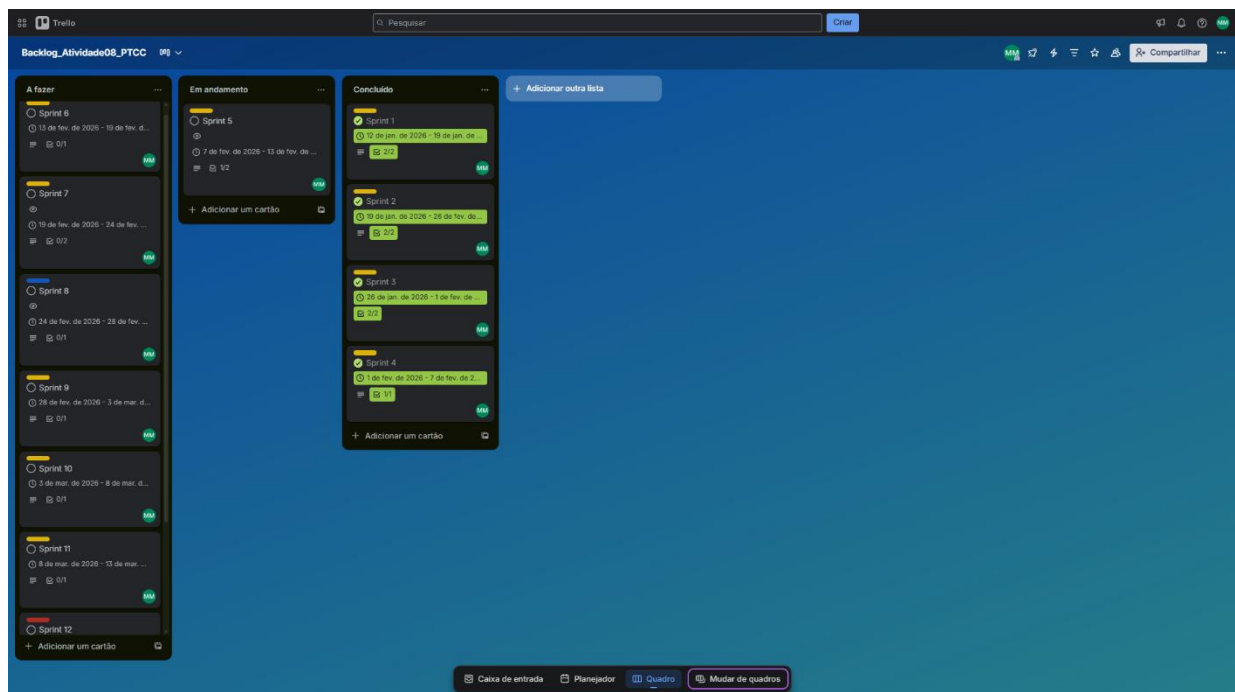 Trello
Pesquisar
Criar
MM
Backlog_Atividade08_PTCC
MM
Compartilhar
A fazer
Sprint 6
13 de fev. de 2026 - 19 de fev. d...
0/1
MM
Sprint 7
19 de fev. de 2026 - 24 de fev. ...
0/2
MM
Sprint 8
24 de fev. de 2026 - 28 de fev. ...
0/1
MM
Sprint 9
28 de fev. de 2026 - 3 de mar. d...
0/1
MM
Sprint 10
3 de mar. de 2026 - 8 de mar. d...
0/1
MM
Sprint 11
8 de mar. de 2026 - 13 de mar. ...
0/1
MM
Sprint 12
+ Adicionar um cartão
Em andamento
Sprint 5
7 de fev. de 2026 - 13 de fev. de ...
1/2
MM
+ Adicionar um cartão
Concluído
Sprint 1
12 de jan. de 2026 - 19 de jan. de ...
2/2
MM
Sprint 2
19 de jan. de 2026 - 26 de fev. de...
2/2
MM
Sprint 3
26 de jan. de 2026 - 1 de fev. de ...
2/2
MM
Sprint 4
1 de fev. de 2026 - 7 de fev. de 2...
1/1
MM
+ Adicionar um cartão
+ Adicionar outra lista
Caixa de entrada
Planejador
Quadro
Mudar de quadros